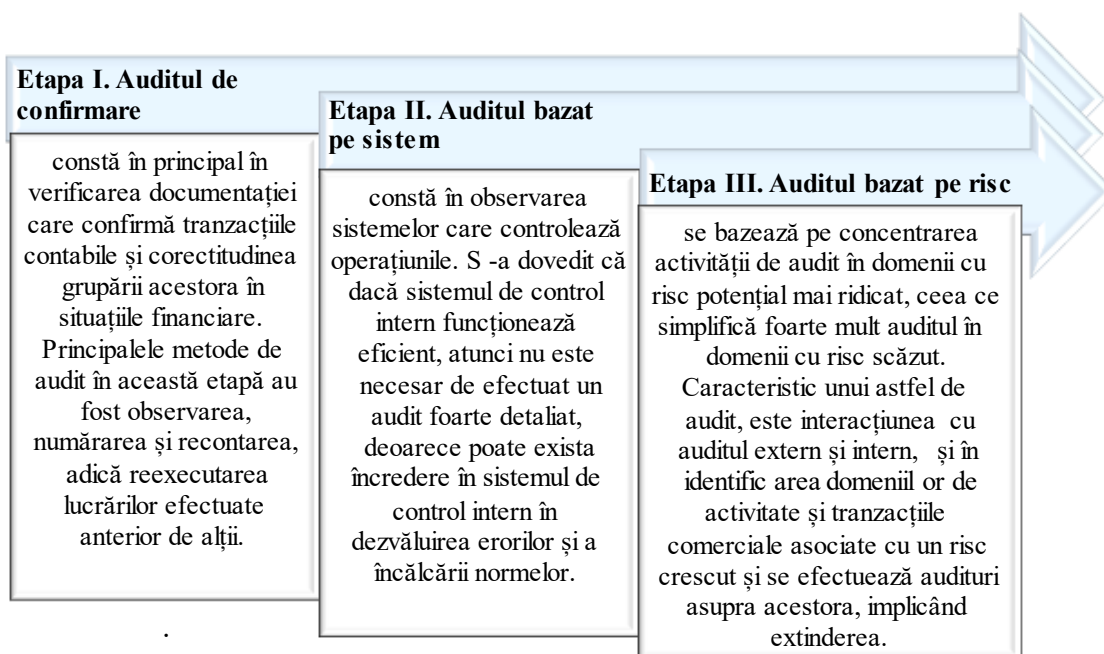 Etapa I. Auditul de
confirmare
constă în principal în
verificarea documentației
care confirmă tranzacțiile
contabile și corectitudinea
grupării acestora în
situațiile financiare.
Principalele metode de
audit în această etapă au
fost observarea,
numărarea și recontarea,
adică reexecutarea
lucrărilor efectuate
anterior de alții.
.
Etapa II. Auditul bazat
pe sistem
constă în observarea
sistemelor care controlează
operațiunile. S -a dovedit că
dacă sistemul de control
intern funcționează
eficient, atunci nu este
necesar de efectuat un
audit foarte detaliat,
deoarece poate exista
încredere în sistemul de
control intern în
dezvăluirea erorilor și a
încălcării normelor.
Etapa III. Auditul bazat pe risc
se bazează pe concentrarea
activității de audit în domenii cu
risc potențial mai ridicat, ceea ce
simplifică foarte mult auditul în
domenii cu risc scăzut.
Caracteristic unui astfel de
audit, este interacțiunea cu
auditul extern și intern, și în
identific area domeniil or de
activitate și tranzacțiile
comerciale asociate cu un risc
crescut și se efectuează audituri
asupra acestora, implicând
extinderea.